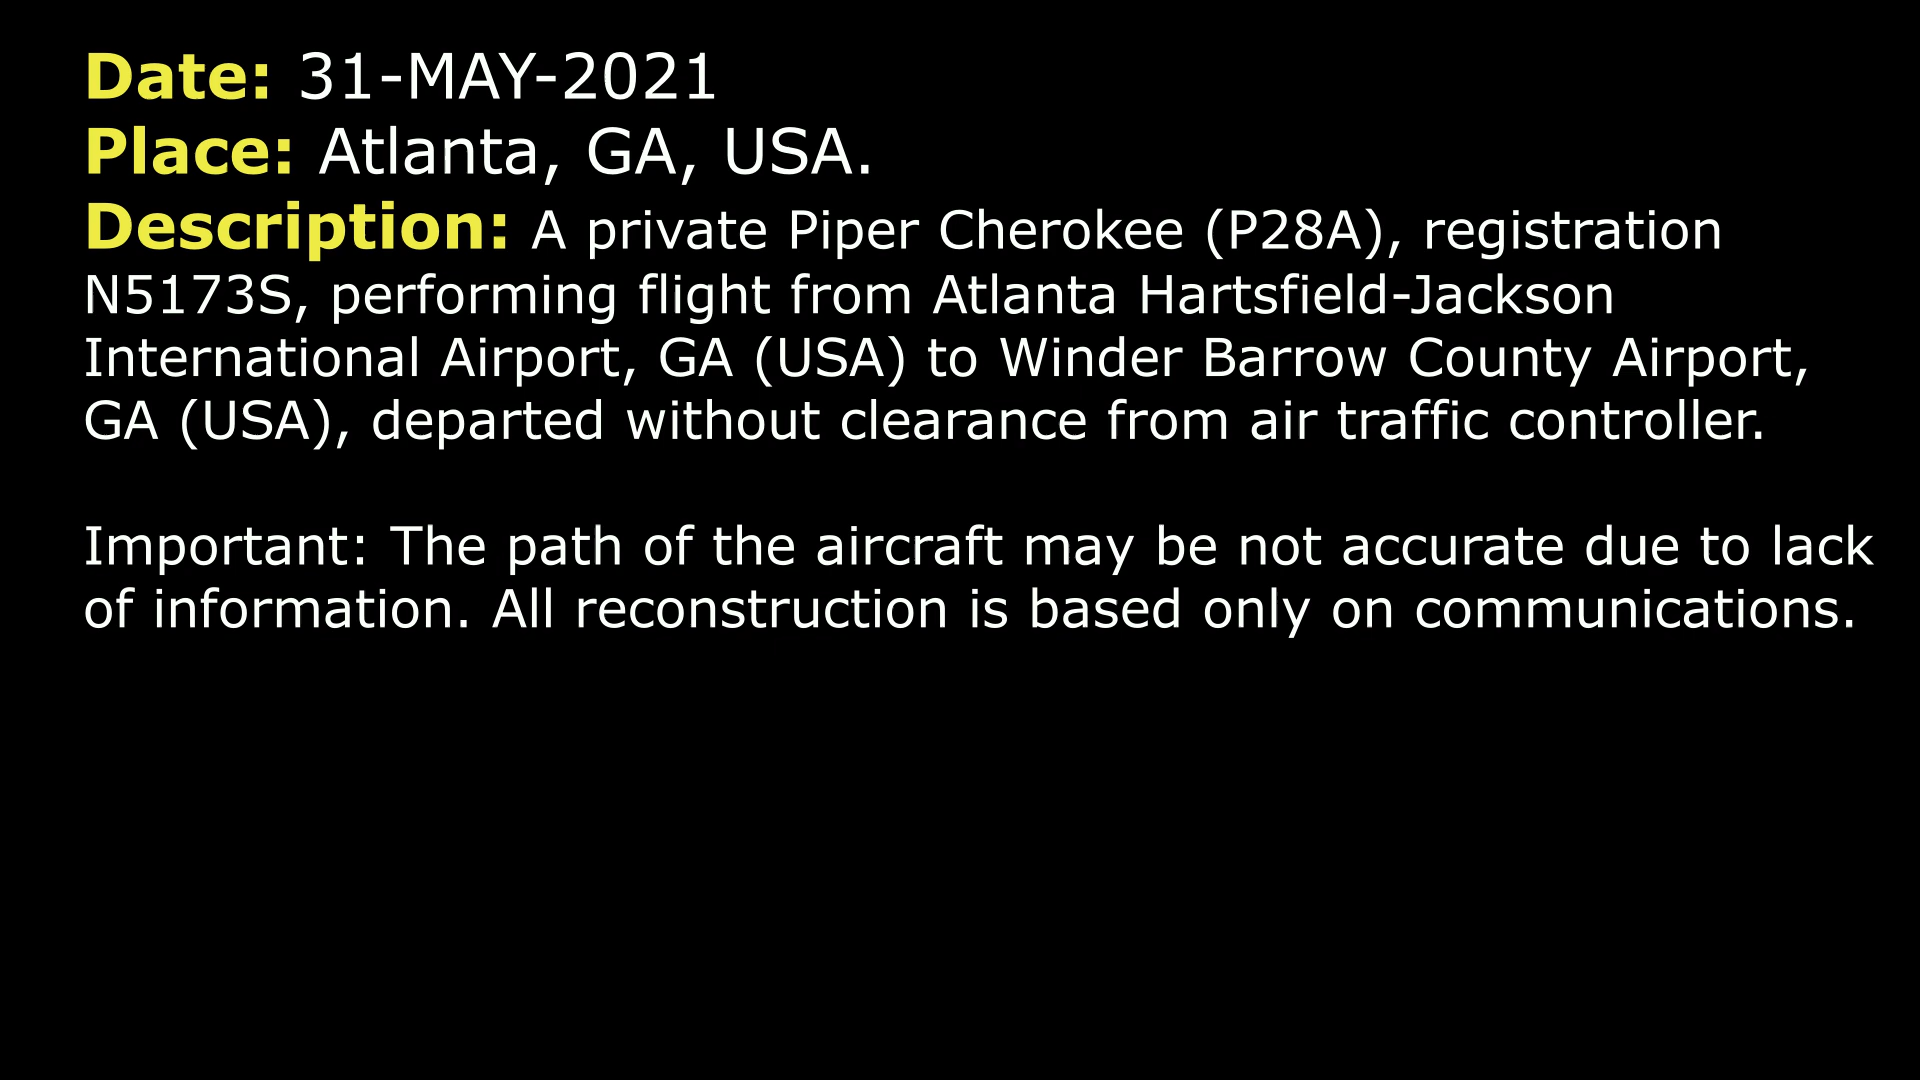 Date: 31-MAY-2021
Place: Atlanta, GA, USA.
Description: A private Piper Cherokee (P28A), registration
N5173S, performing flight from Atlanta Hartsfield-Jackson
International Airport, GA (USA) to Winder Barrow County Airport,
GA (USA), departed without clearance from air traffic controller.
Important: The path of the aircraft may be not accurate due to lack
of information. All reconstruction is based only on communications.